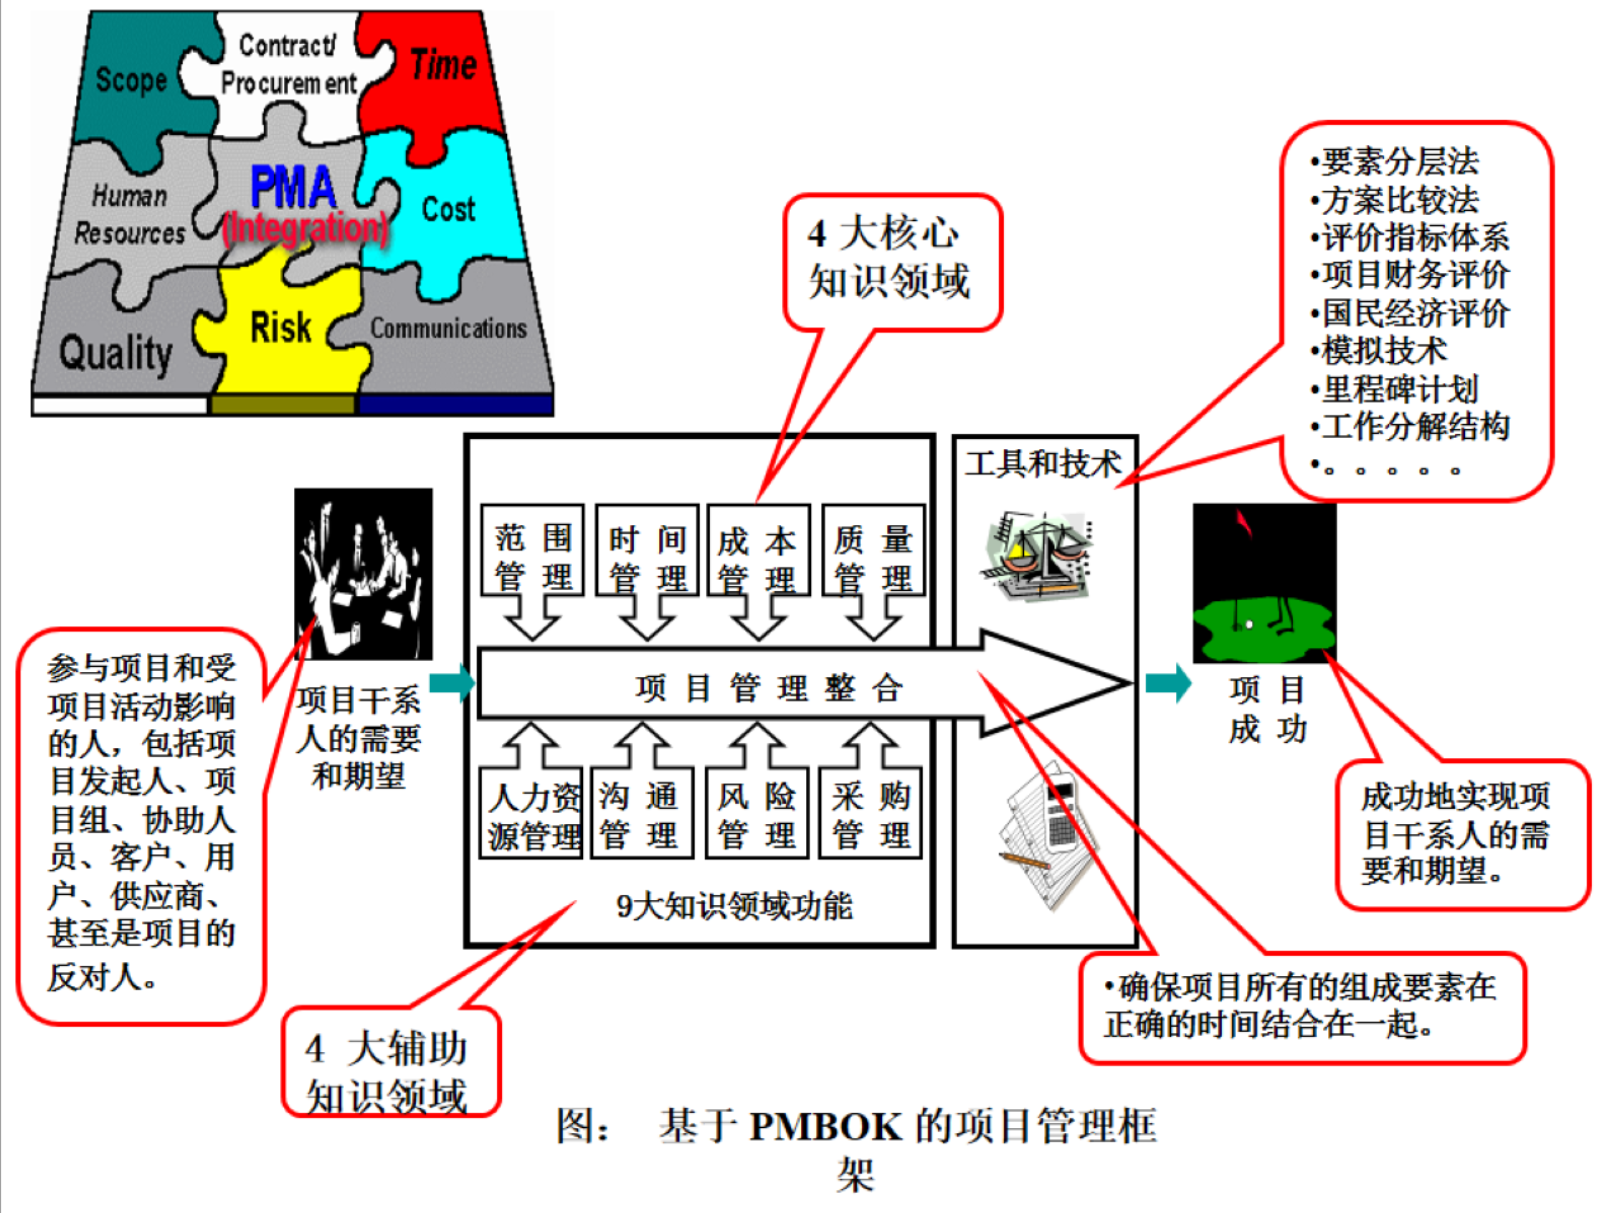 Scope
Contract/
Procurement
Time
Human
Resources
PMA
(Integration)
Cost
Quality
Risk
Communications
4 大核心
知识领域
•要素分层法
•方案比较法
•评价指标体系
•项目财务评价
•国民经济评价
•模拟技术
•里程碑计划
•工作分解结构
•。。。。。
工具和技术
范 围
管 理
时 间
管 理
成 本
管 理
质 量
管 理
参与项目和受
项目活动影响
的人，包括项
目发起人、项
目组、协助人
员、客户、用
户、供应商、
甚至是项目的
反对人。
项目干系
人的需要
和期望
项 目 管 理 整 合
项 目
成 功
人力资
源管理
沟 通
管 理
风 险
管 理
采 购
管 理
9大知识领域功能
成功地实现项
目干系人的需
要和期望。
•确保项目所有的组成要素在
正确的时间结合在一起。
4 大辅助
知识领域
图： 基于 PMBOK 的项目管理框
架